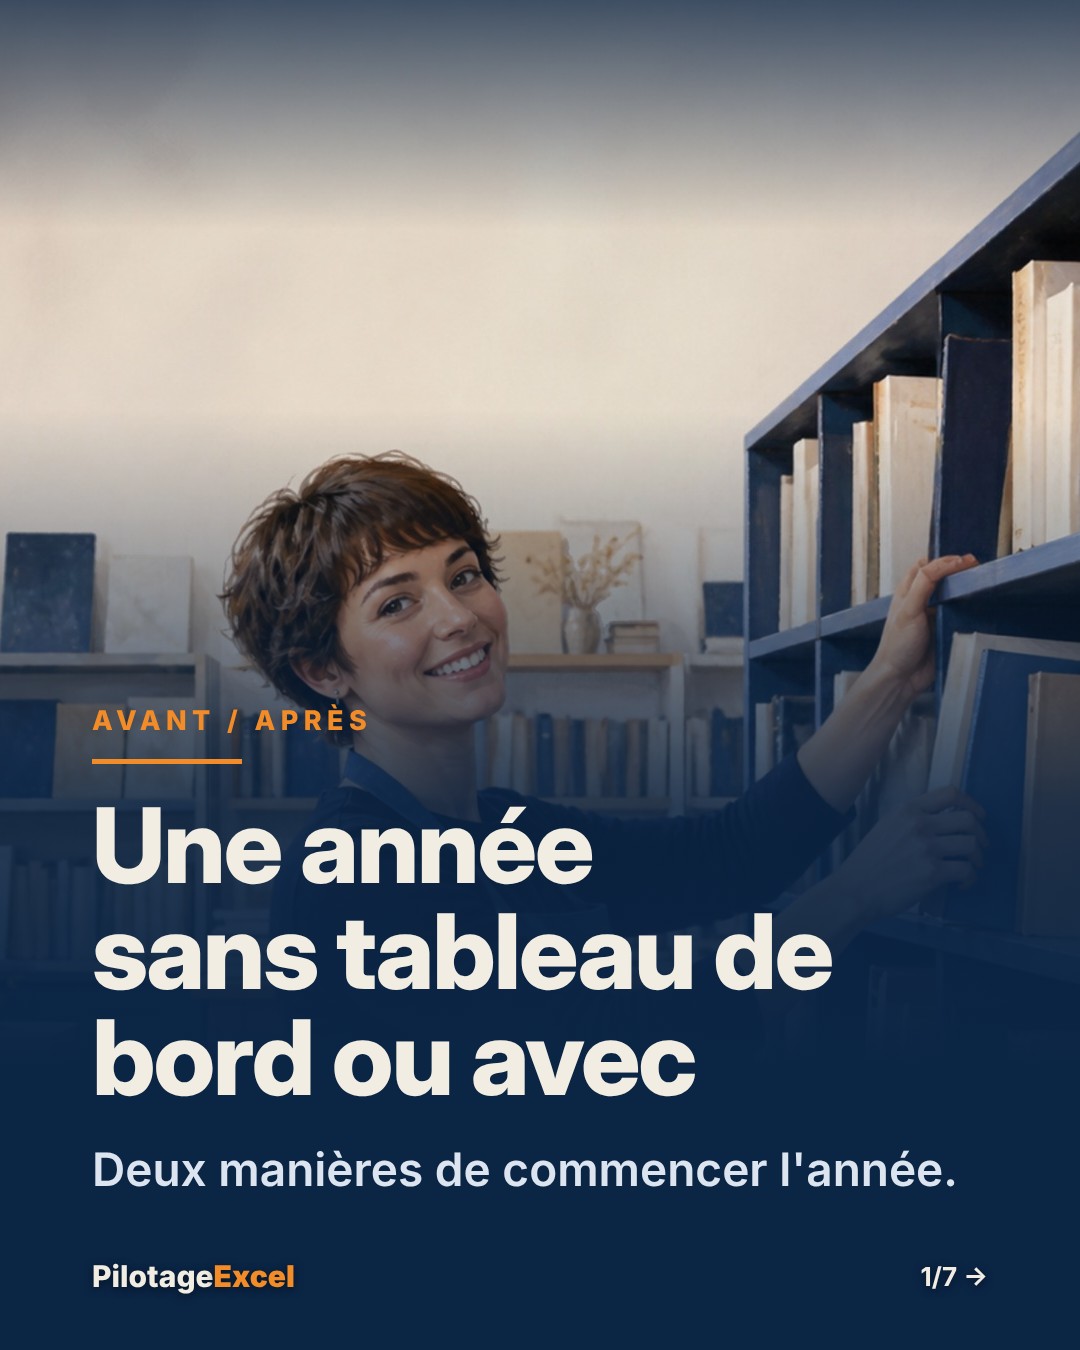 AVANT / APRÈS
Une année
sans tableau de
bord ou avec
Deux manières de commencer l'année.
PilotageExcel
1/7 →